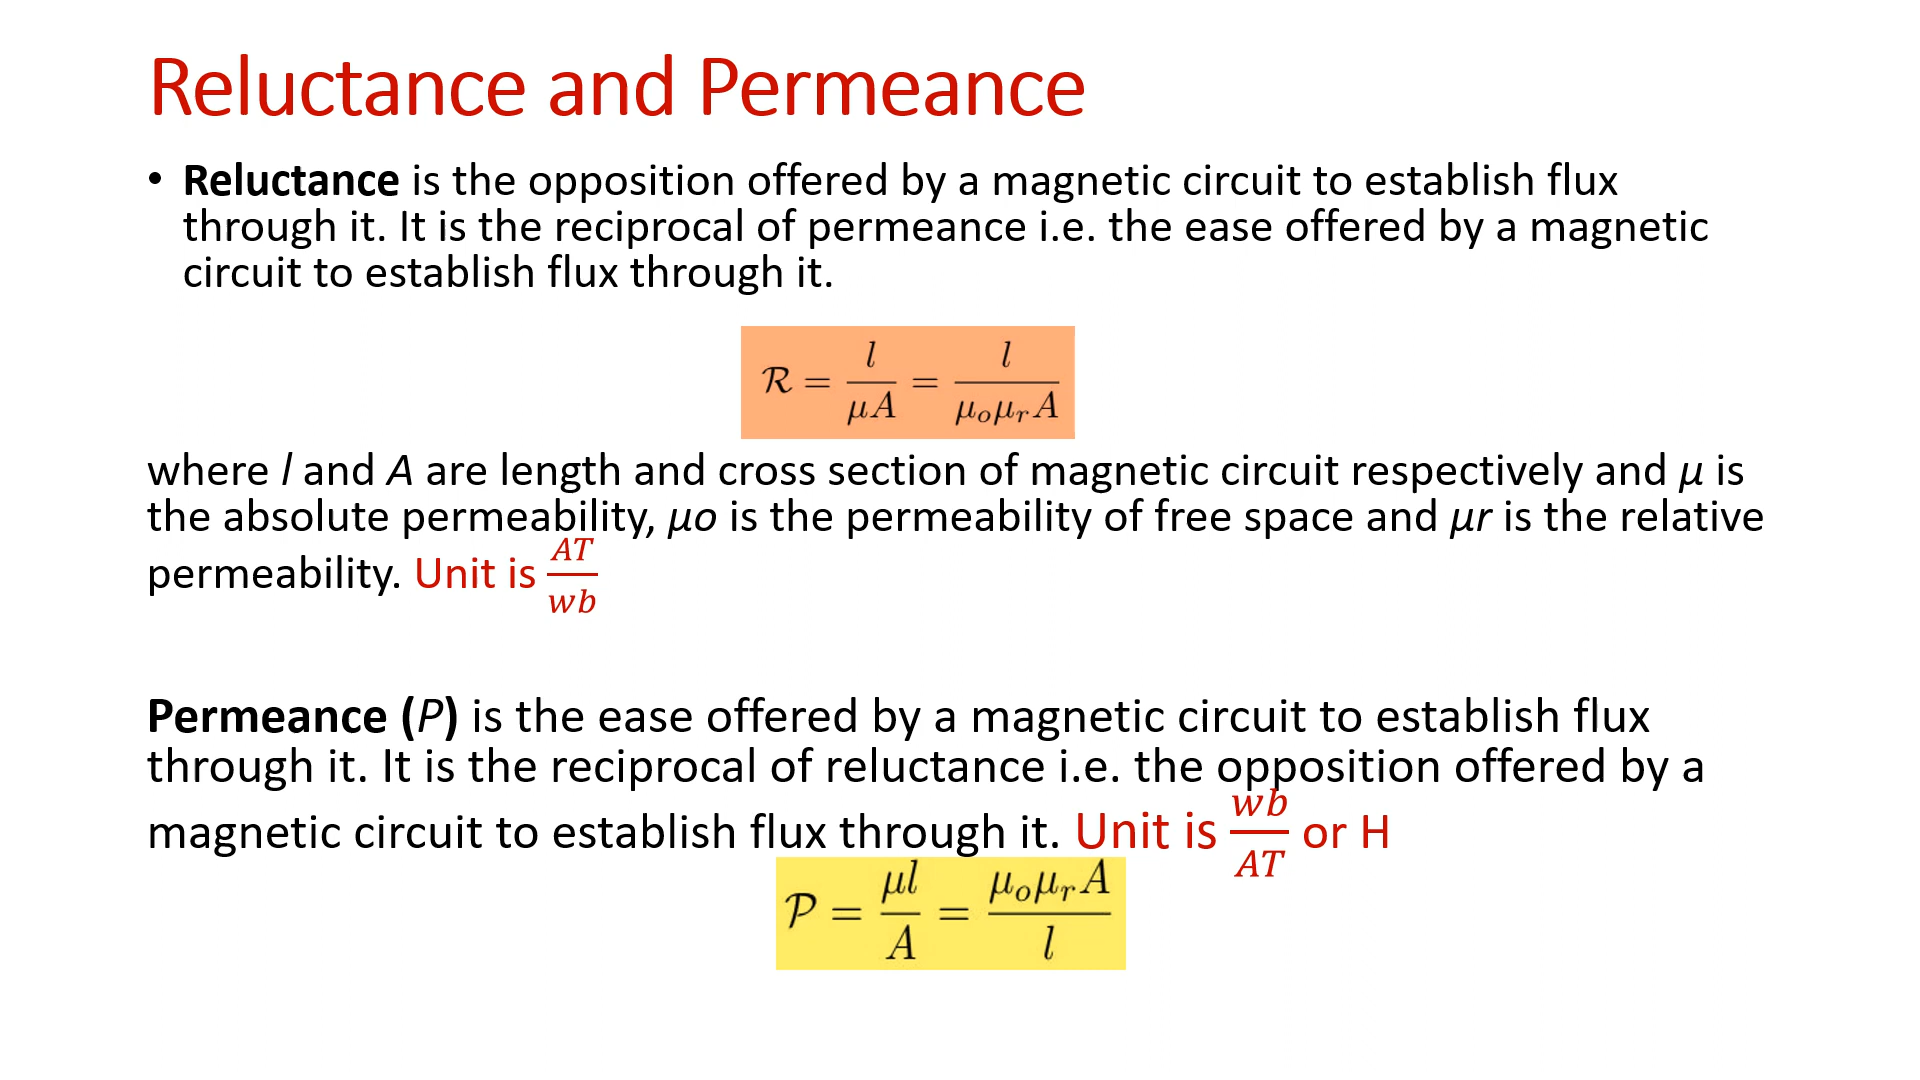 Reluctance and Permeance
• Reluctance is the opposition offered by a magnetic circuit to establish flux
through it. It is the reciprocal of permeance i.e. the ease offered by a magnetic
circuit to establish flux through it.
ℛ = l/μA = l/μₒμᵣA
where l and A are length and cross section of magnetic circuit respectively and μ is
the absolute permeability, μo is the permeability of free space and μr is the relative
permeability. Unit is AT/wb
Permeance (P) is the ease offered by a magnetic circuit to establish flux
through it. It is the reciprocal of reluctance i.e. the opposition offered by a
magnetic circuit to establish flux through it. Unit is wb/AT or H
𝒫 = μl/A = μₒμᵣA/l